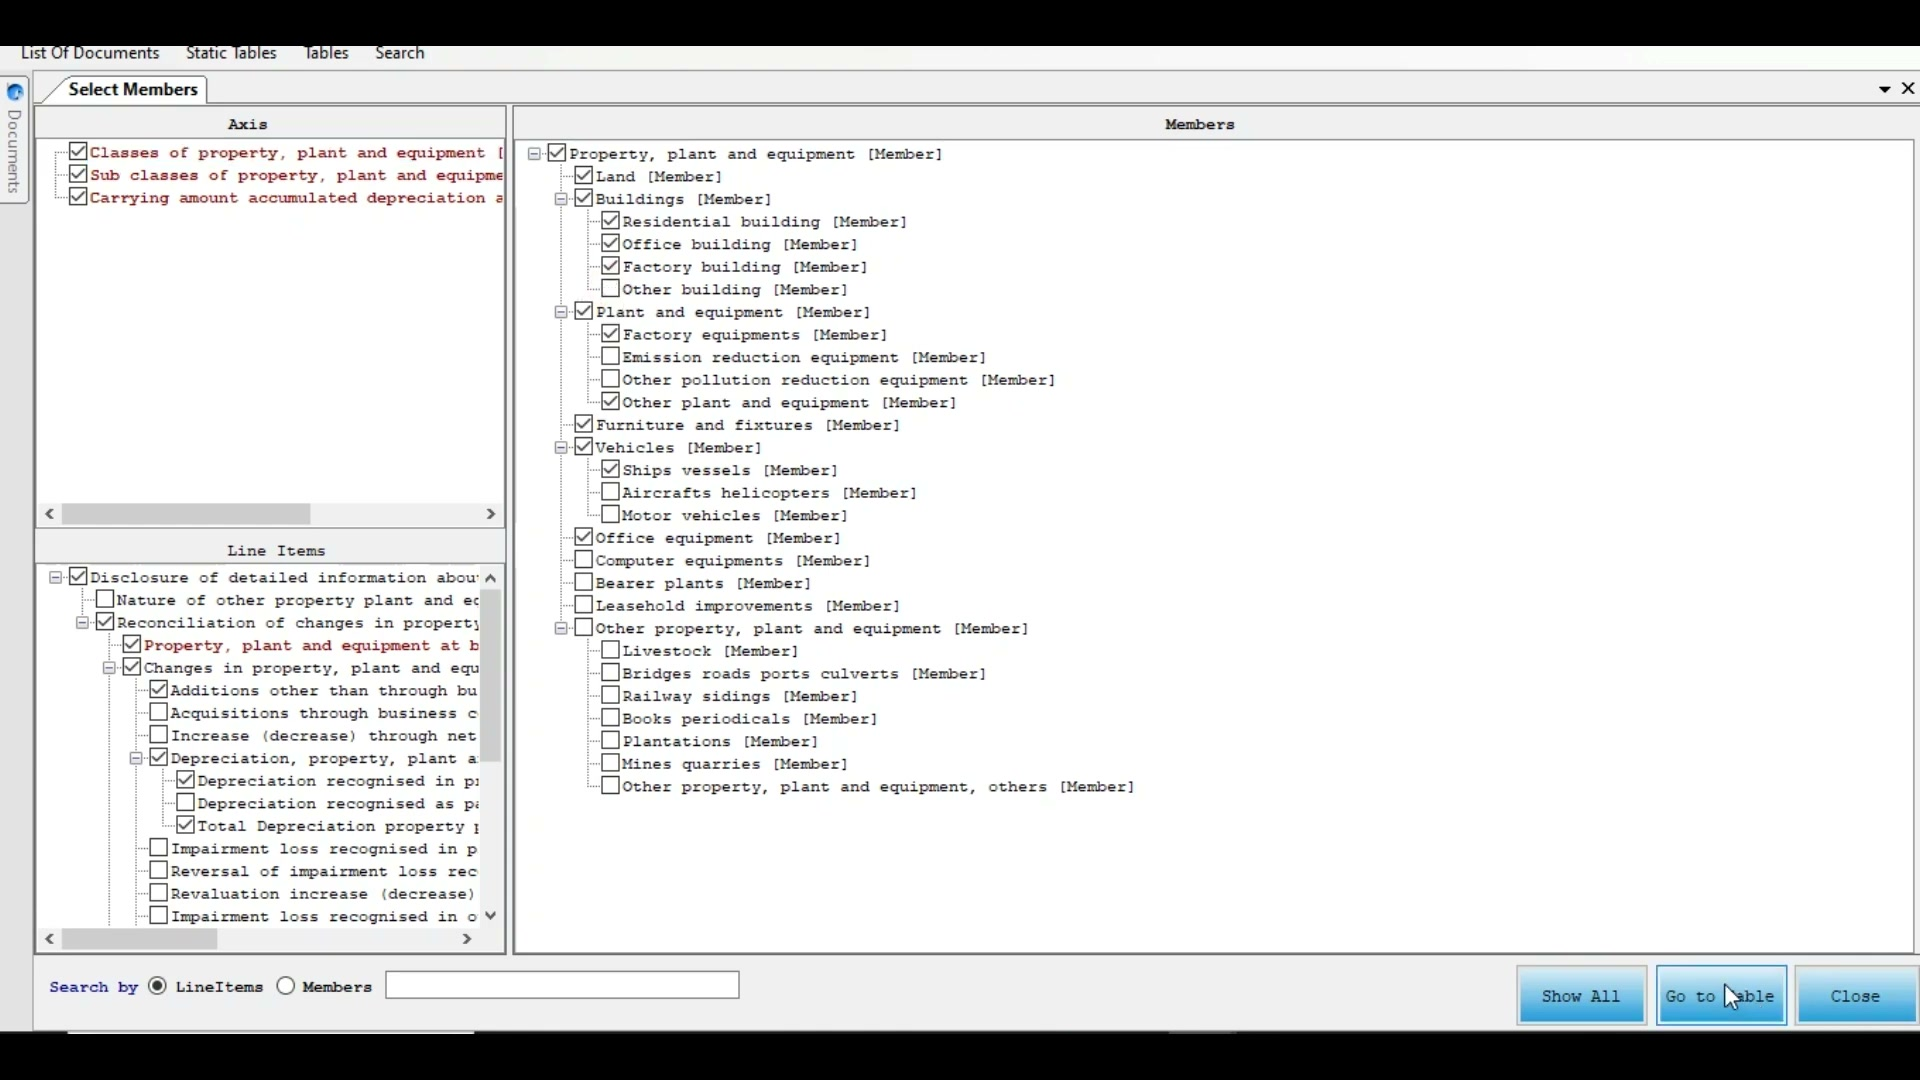 List Of Documents Static Tables Tables Search
Documents
Select Members
Axis
Classes of property, plant and equipment [
Sub classes of property, plant and equipme
Carrying amount accumulated depreciation a
Members
Property, plant and equipment [Member]
Land [Member]
Buildings [Member]
Residential building [Member]
Office building [Member]
Factory building [Member]
Other building [Member]
Plant and equipment [Member]
Factory equipments [Member]
Emission reduction equipment [Member]
Other pollution reduction equipment [Member]
Other plant and equipment [Member]
Furniture and fixtures [Member]
Vehicles [Member]
Ships vessels [Member]
Aircrafts helicopters [Member]
Motor vehicles [Member]
Office equipment [Member]
Computer equipments [Member]
Bearer plants [Member]
Leasehold improvements [Member]
Other property, plant and equipment [Member]
Livestock [Member]
Bridges roads ports culverts [Member]
Railway sidings [Member]
Books periodicals [Member]
Plantations [Member]
Mines quarries [Member]
Other property, plant and equipment, others [Member]
Line Items
Disclosure of detailed information abou
Nature of other property plant and eq
Reconciliation of changes in property
Property, plant and equipment at b
Changes in property, plant and equ
Additions other than through bu
Acquisitions through business c
Increase (decrease) through net
Depreciation, property, plant a
Depreciation recognised in p
Depreciation recognised as pa
Total Depreciation property p
Impairment loss recognised in p
Reversal of impairment loss rec
Revaluation increase (decrease)
Impairment loss recognised in o
Search by LineItems Members
Show All Go to able Close